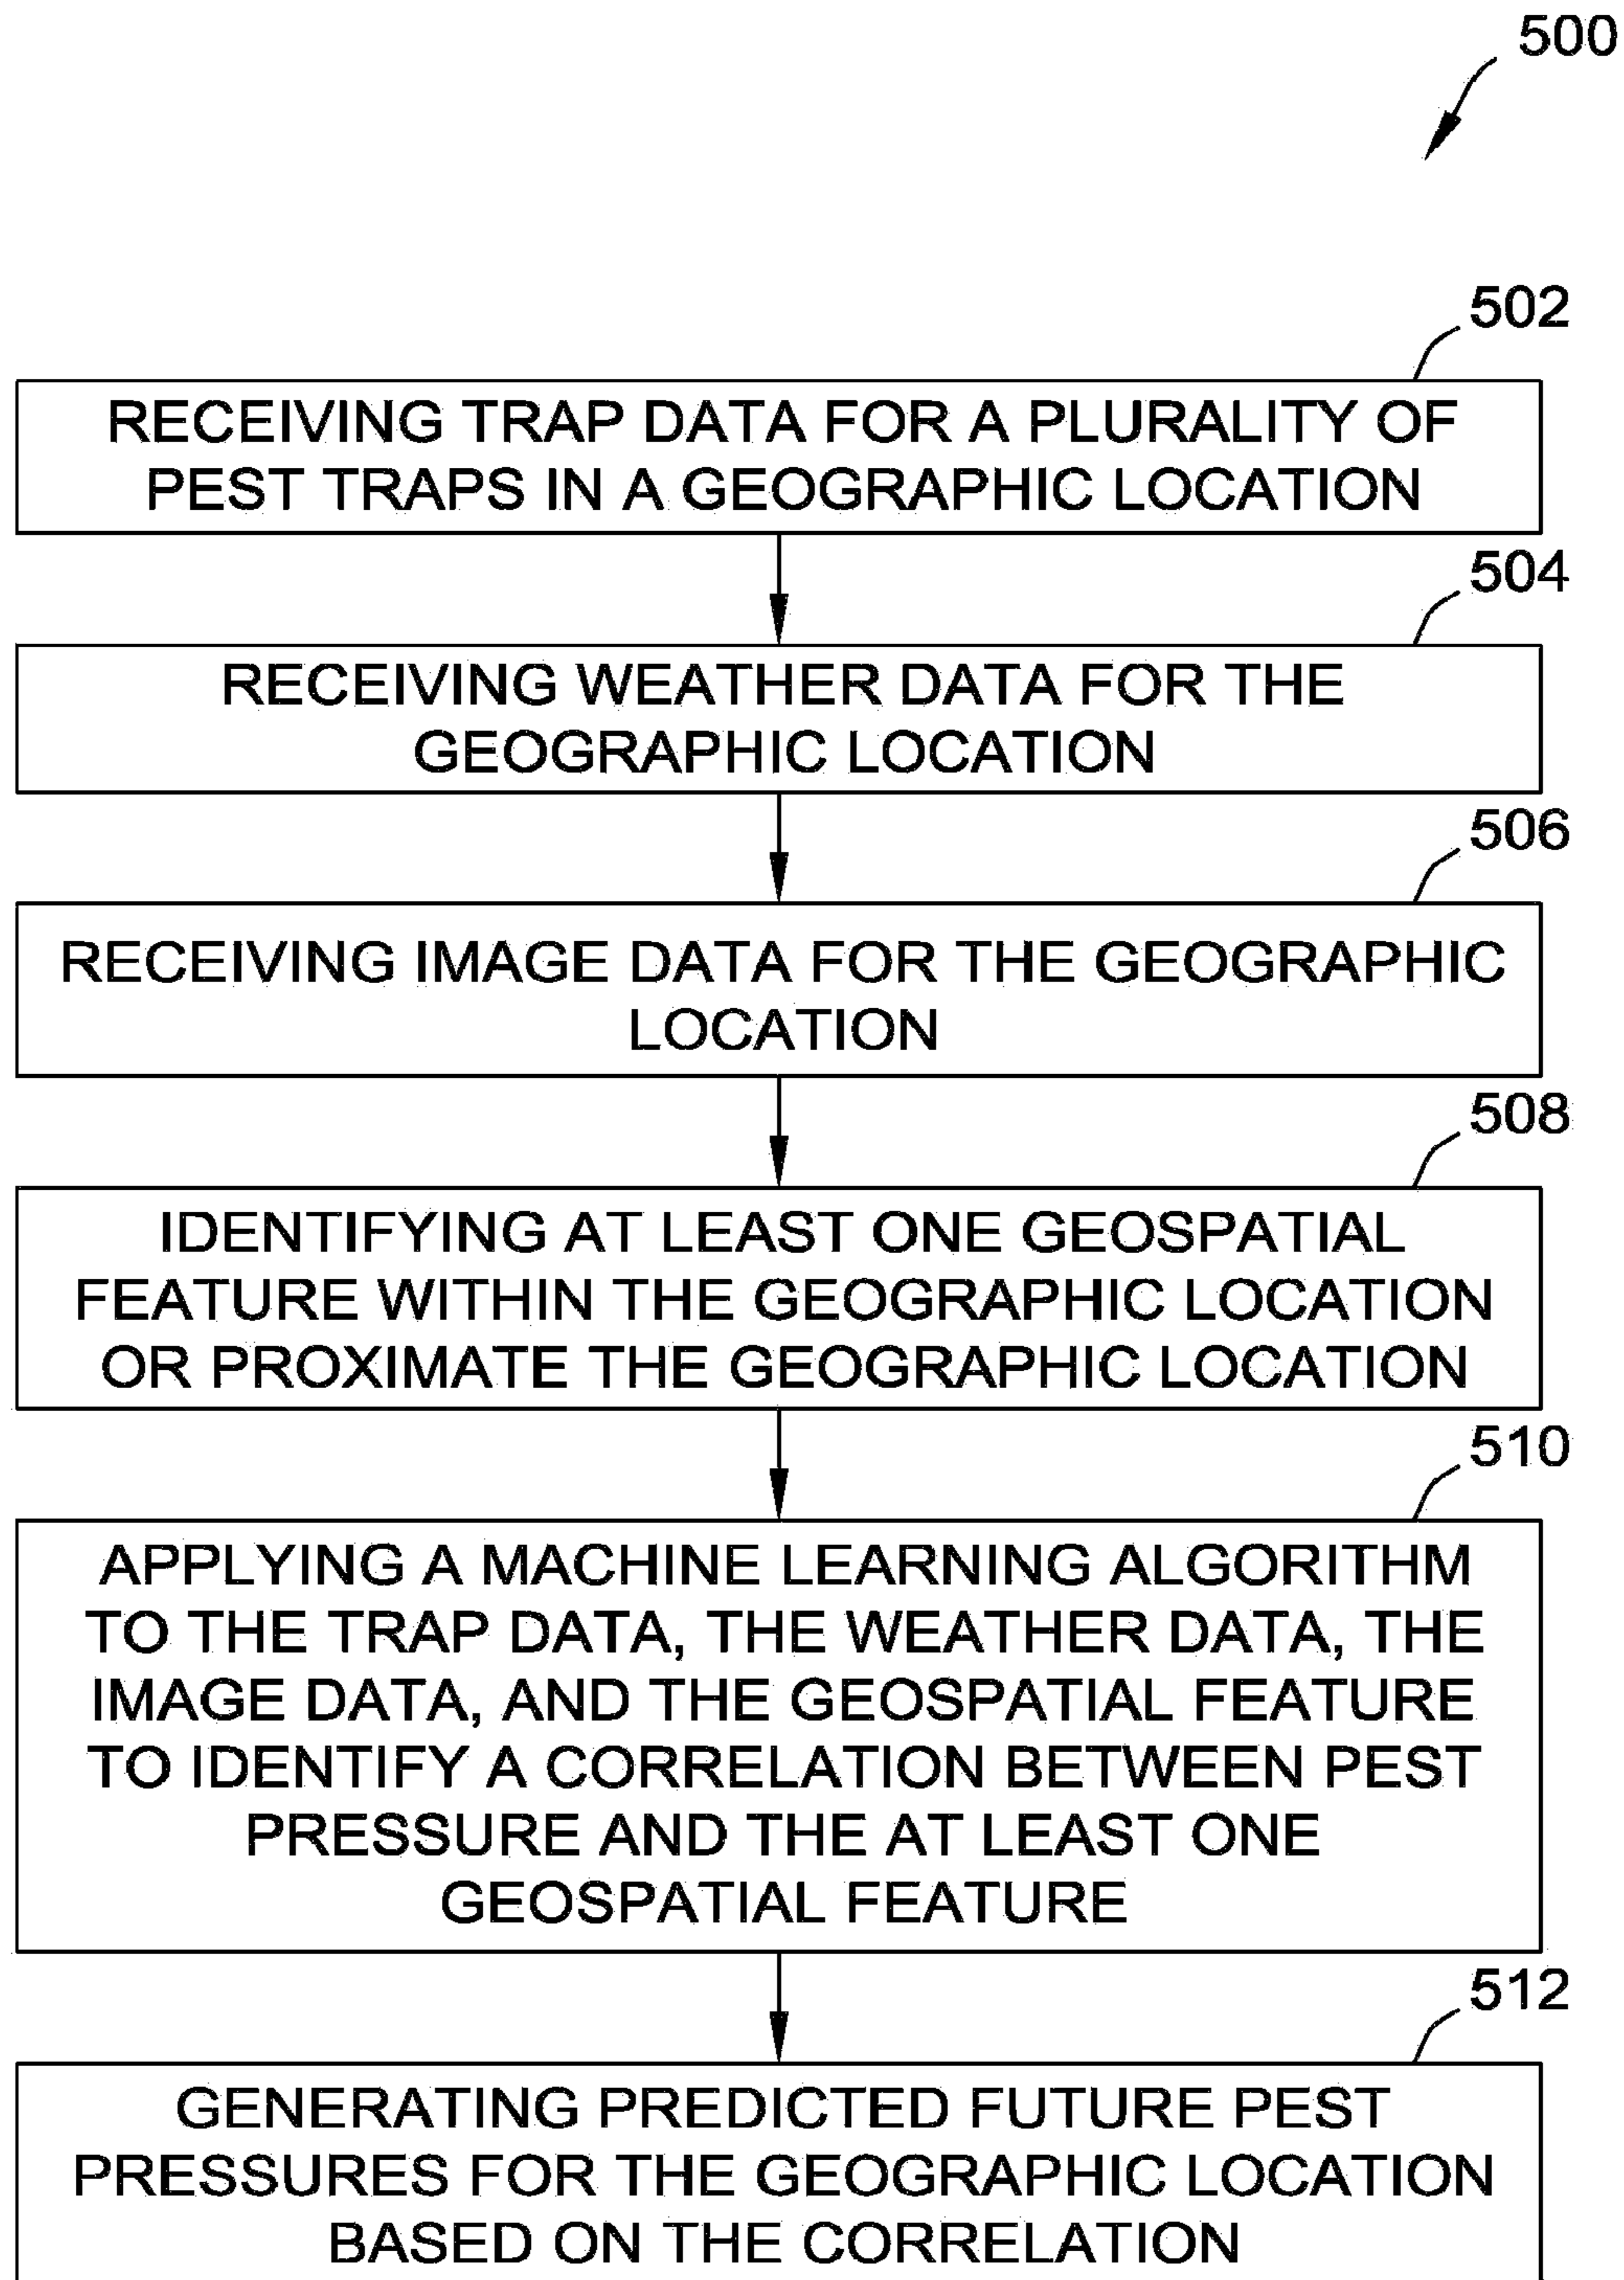 500
502
RECEIVING TRAP DATA FOR A PLURALITY OF
PEST TRAPS IN A GEOGRAPHIC LOCATION
504
RECEIVING WEATHER DATA FOR THE
GEOGRAPHIC LOCATION
506
RECEIVING IMAGE DATA FOR THE GEOGRAPHIC
LOCATION
508
IDENTIFYING AT LEAST ONE GEOSPATIAL
FEATURE WITHIN THE GEOGRAPHIC LOCATION
OR PROXIMATE THE GEOGRAPHIC LOCATION
510
APPLYING A MACHINE LEARNING ALGORITHM
TO THE TRAP DATA, THE WEATHER DATA, THE
IMAGE DATA, AND THE GEOSPATIAL FEATURE
TO IDENTIFY A CORRELATION BETWEEN PEST
PRESSURE AND THE AT LEAST ONE
GEOSPATIAL FEATURE
512
GENERATING PREDICTED FUTURE PEST
PRESSURES FOR THE GEOGRAPHIC LOCATION
BASED ON THE CORRELATION